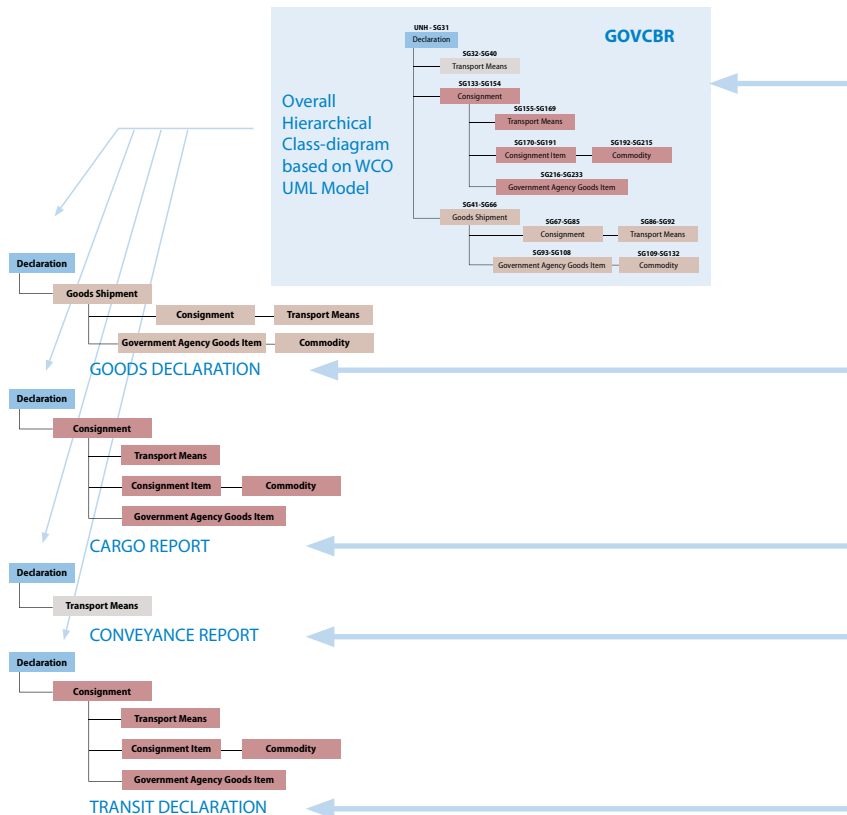 UNH - SG31
Declaration
GOVCBR
SG32-SG40
Transport Means
SG133-SG154
Consignment
Overall
Hierarchical
Class-diagram
based on WCO
UML Model
SG155-SG169
Transport Means
SG170-SG191
SG192-SG215
Consignment Item
Commodity
SG216-SG233
Government Agency Goods Item
SG41-SG66
Goods Shipment
SG67-SG85
SG86-SG92
Consignment
Transport Means
SG93-SG108
SG109-SG132
Government Agency Goods Item
Commodity
Declaration
Goods Shipment
Consignment
Transport Means
Government Agency Goods Item
Commodity
GOODS DECLARATION
Declaration
Consignment
Transport Means
Consignment Item
Commodity
Government Agency Goods Item
CARGO REPORT
Declaration
Transport Means
CONVEYANCE REPORT
Declaration
Consignment
Transport Means
Consignment Item
Commodity
Government Agency Goods Item
TRANSIT DECLARATION